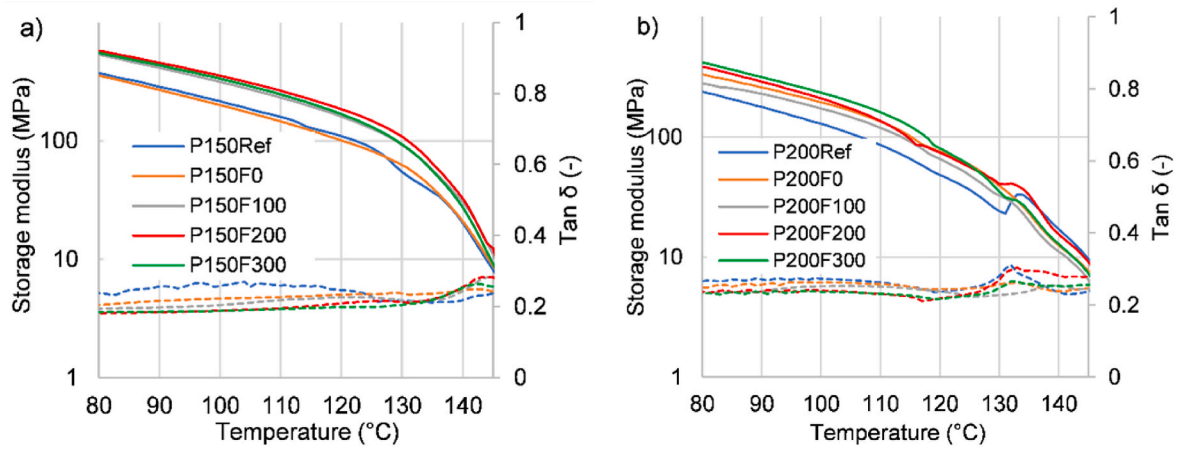 a)
Storage modlus (MPa)
1
100
10
1
1
0.8
0.6
0.4
0.2
0
Tan δ (-)
P150Ref
P150F0
P150F100
P150F200
P150F300
80 90 100 110 120 130 140
Temperature (°C)
b)
Storage modulus (MPa)
100
10
1
1
0.8
0.6
0.4
0.2
0
Tan δ (-)
P200Ref
P200F0
P200F100
P200F200
P200F300
80 90 100 110 120 130 140
Temperature (°C)